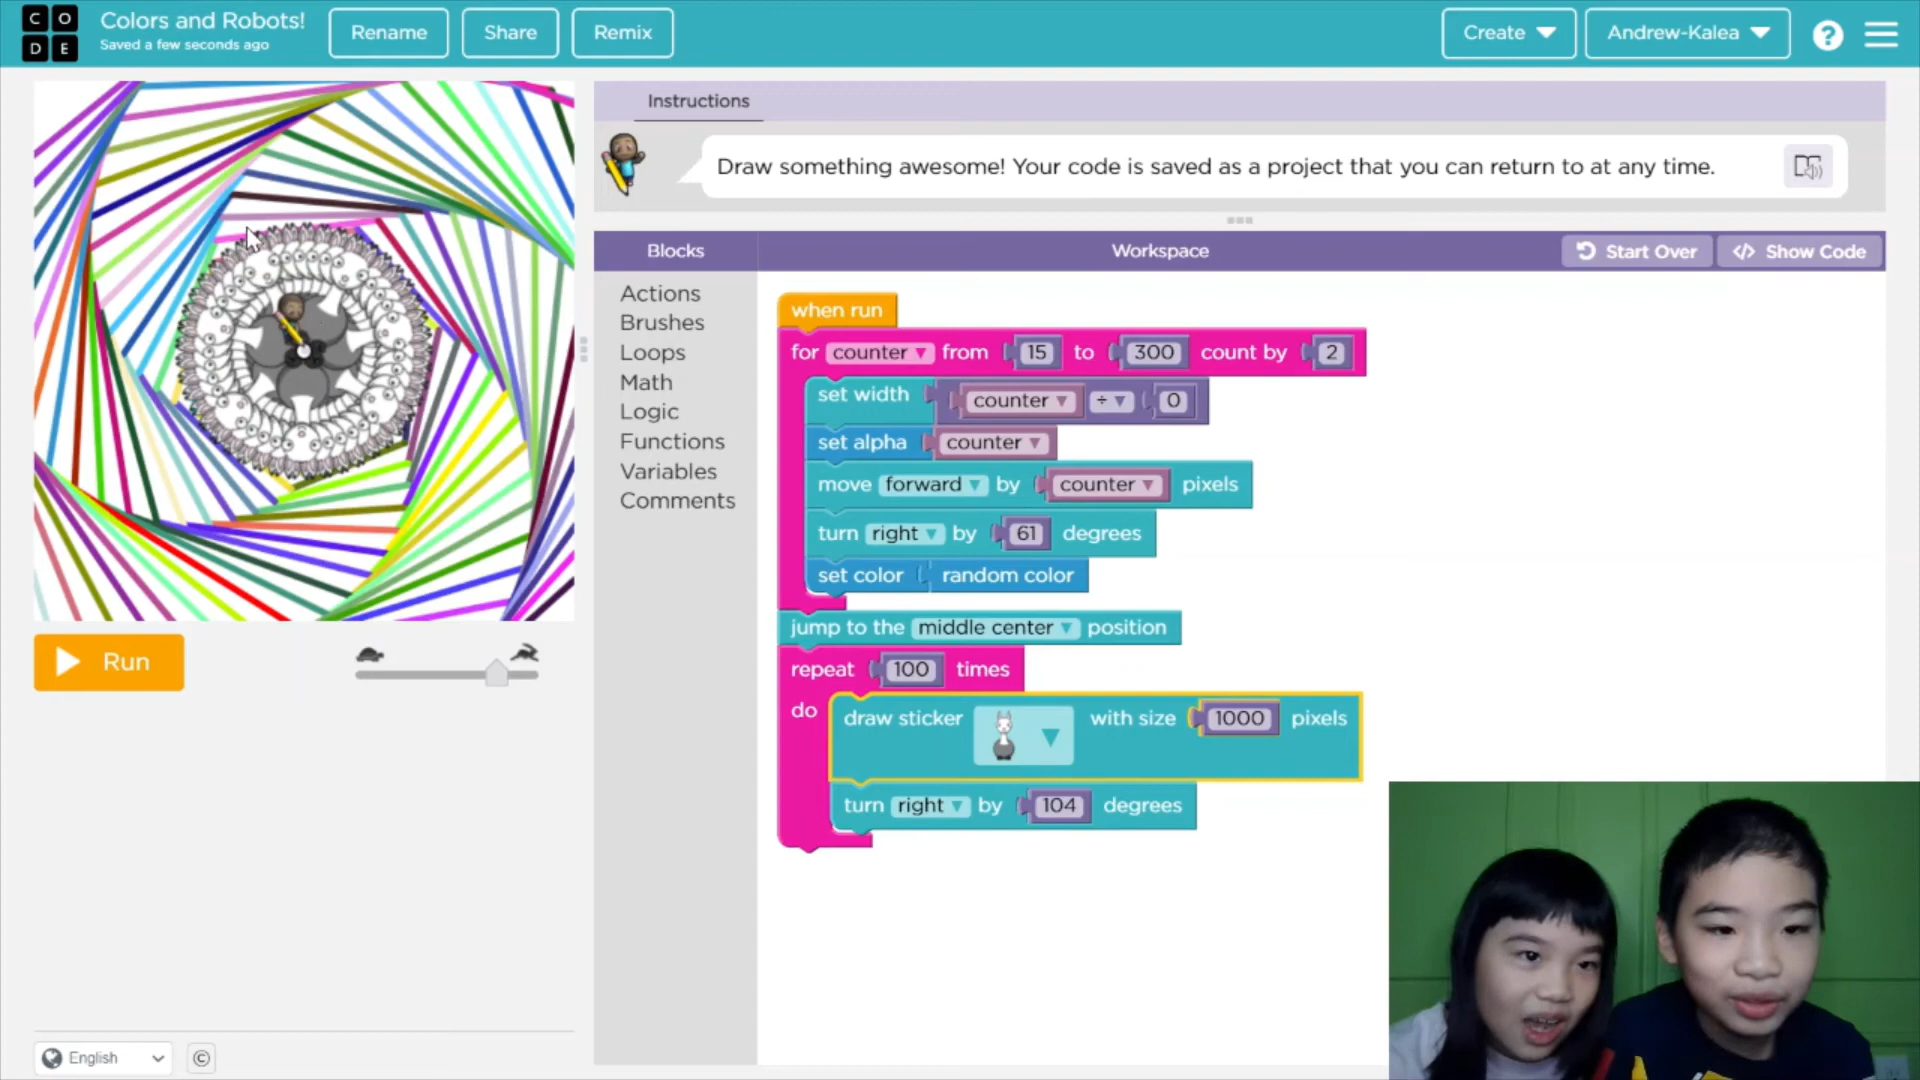 CODE
Colors and Robots!
Saved a few seconds ago
Rename
Share
Remix
Create
Andrew-Kalea
?
Instructions
Draw something awesome! Your code is saved as a project that you can return to at any time.
Blocks
Workspace
Start Over
</> Show Code
Actions
Brushes
Loops
Math
Logic
Functions
Variables
Comments
when run
for counter from 15 to 300 count by 2
set width counter ÷ 0
set alpha counter
move forward by counter pixels
turn right by 61 degrees
set color random color
jump to the middle center position
repeat 100 times
do draw sticker with size 1000 pixels
turn right by 104 degrees
Run
English
©